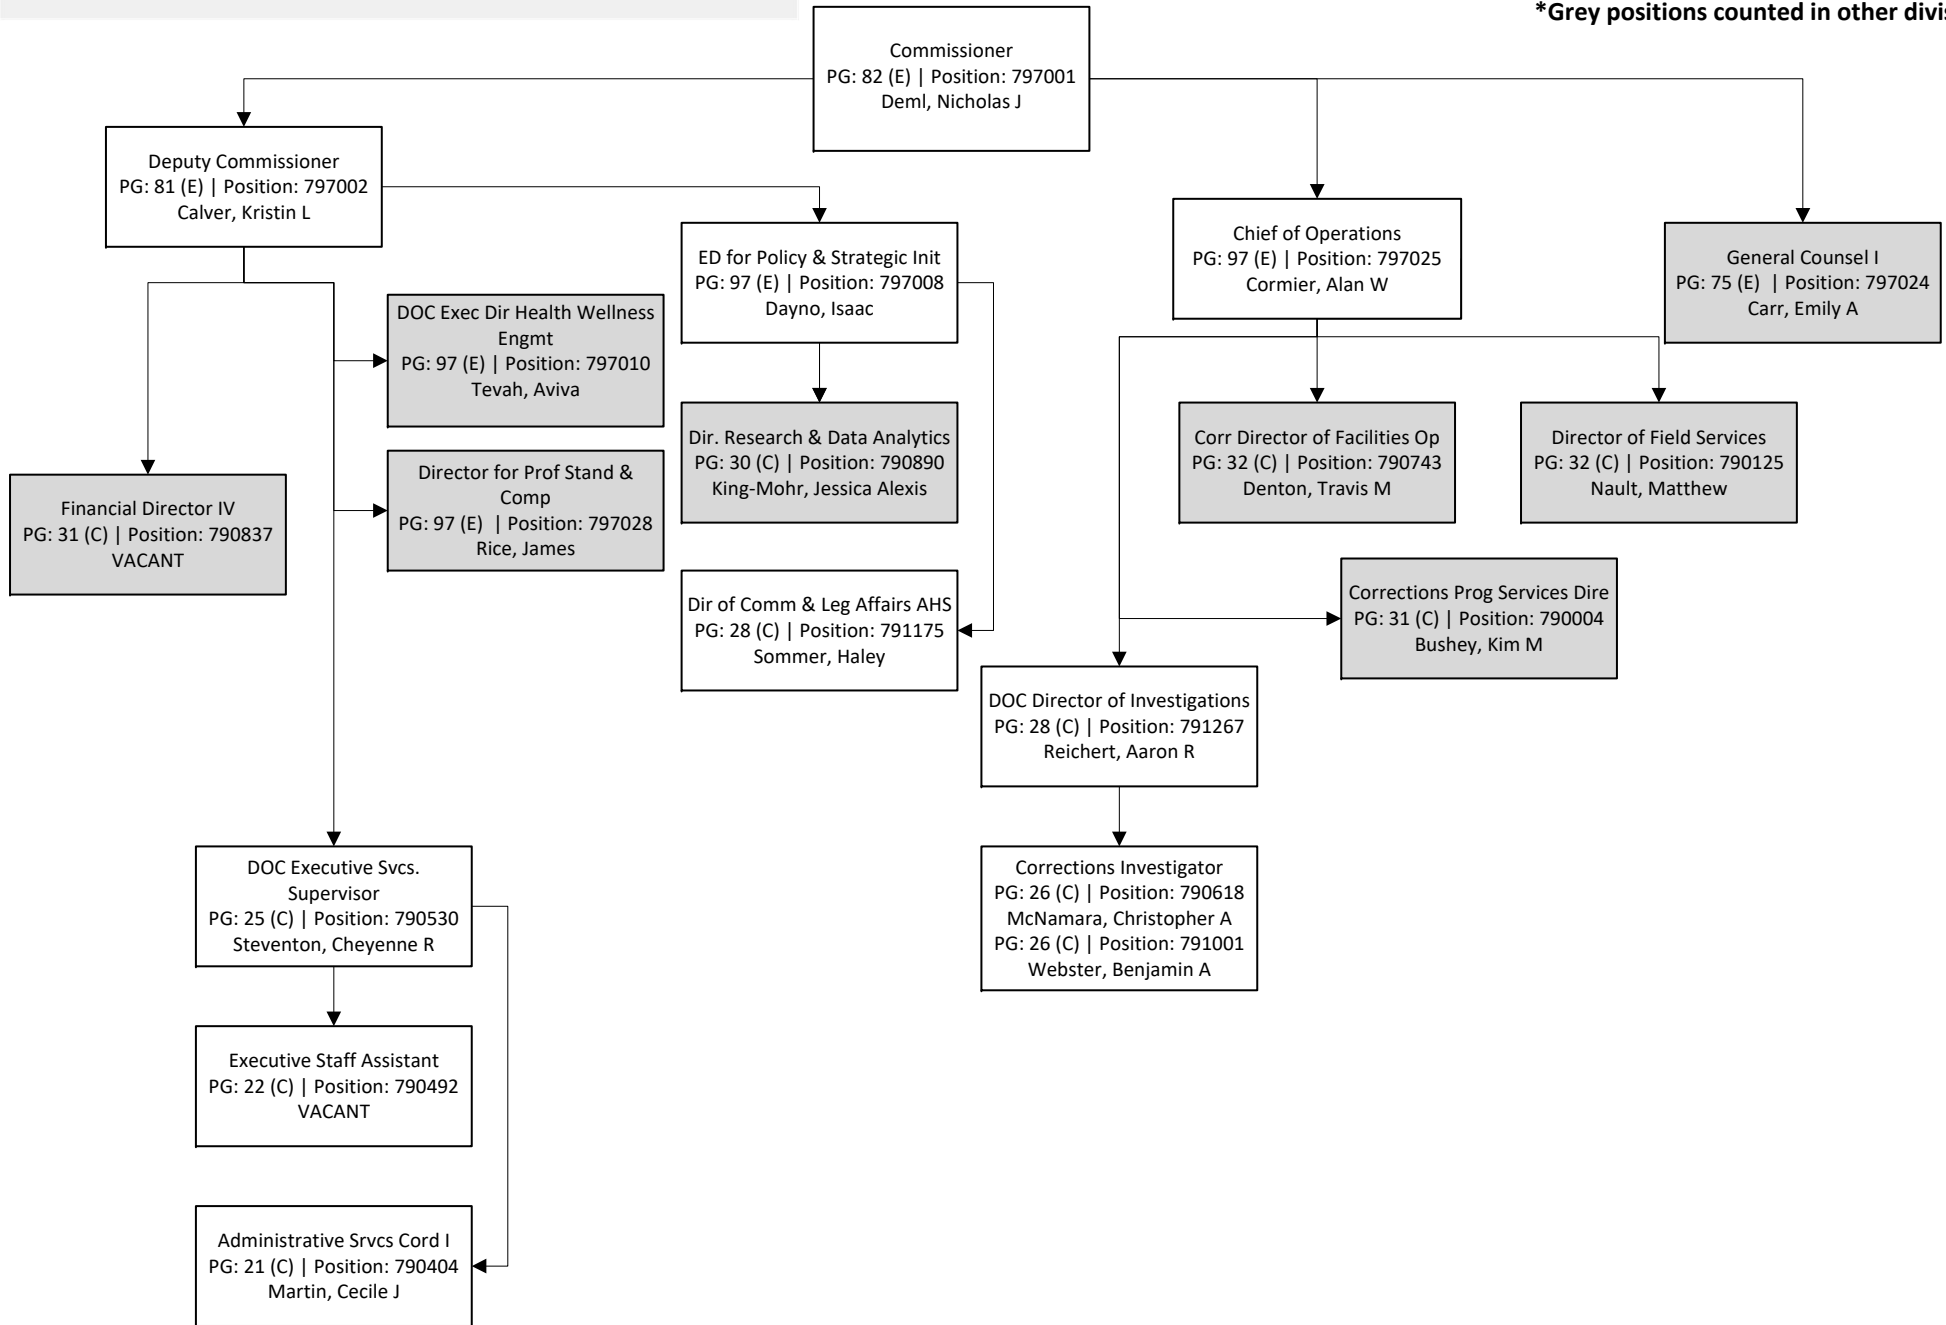 *Grey positions counted in other divis
Commissioner
PG: 82 (E) | Position: 797001
Deml, Nicholas J
Deputy Commissioner
PG: 81 (E) | Position: 797002
Calver, Kristin L
ED for Policy & Strategic Init
PG: 97 (E) | Position: 797008
Dayno, Isaac
Chief of Operations
PG: 97 (E) | Position: 797025
Cormier, Alan W
General Counsel I
PG: 75 (E) | Position: 797024
Carr, Emily A
DOC Exec Dir Health Wellness
Engmt
PG: 97 (E) | Position: 797010
Tevah, Aviva
Dir. Research & Data Analytics
PG: 30 (C) | Position: 790890
King-Mohr, Jessica Alexis
Corr Director of Facilities Op
PG: 32 (C) | Position: 790743
Denton, Travis M
Director of Field Services
PG: 32 (C) | Position: 790125
Nault, Matthew
Financial Director IV
PG: 31 (C) | Position: 790837
VACANT
Director for Prof Stand &
Comp
PG: 97 (E) | Position: 797028
Rice, James
Dir of Comm & Leg Affairs AHS
PG: 28 (C) | Position: 791175
Sommer, Haley
Corrections Prog Services Dire
PG: 31 (C) | Position: 790004
Bushey, Kim M
DOC Director of Investigations
PG: 28 (C) | Position: 791267
Reichert, Aaron R
DOC Executive Svcs.
Supervisor
PG: 25 (C) | Position: 790530
Steventon, Cheyenne R
Corrections Investigator
PG: 26 (C) | Position: 790618
McNamara, Christopher A
PG: 26 (C) | Position: 791001
Webster, Benjamin A
Executive Staff Assistant
PG: 22 (C) | Position: 790492
VACANT
Administrative Srvcs Cord I
PG: 21 (C) | Position: 790404
Martin, Cecile J